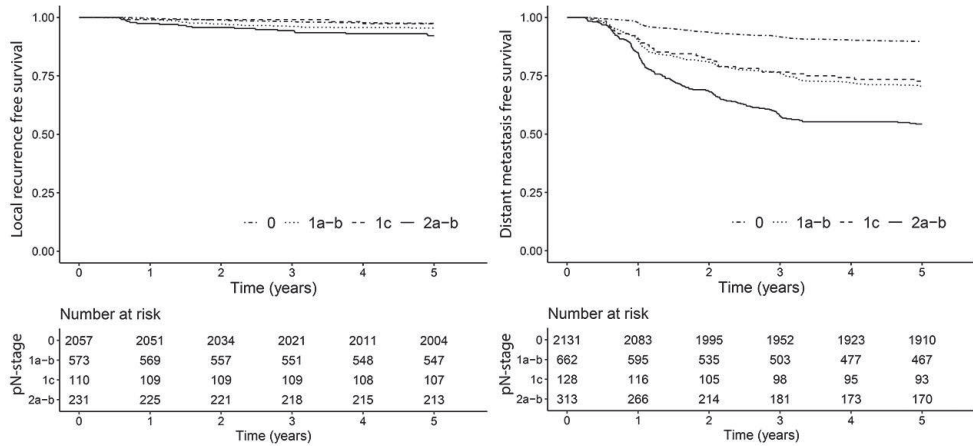 Local recurrence free survival
1.00
0.75
0.50
0.25
0.00
0 1a-b 1c 2a-b
0 1 2 3 4 5
Time (years)
Number at risk
pN-stage
0 2057 2051 2034 2021 2011 2004
1a-b 573 569 557 551 548 547
1c 110 109 109 109 108 107
2a-b 231 225 221 218 215 213
0 1 2 3 4 5
Time (years)
Distant metastasis free survival
1.00
0.75
0.50
0.25
0.00
0 1a-b 1c 2a-b
0 1 2 3 4 5
Time (years)
Number at risk
pN-stage
0 2131 2083 1995 1952 1923 1910
1a-b 662 595 535 503 477 467
1c 128 116 105 98 95 93
2a-b 313 266 214 181 173 170
0 1 2 3 4 5
Time (years)